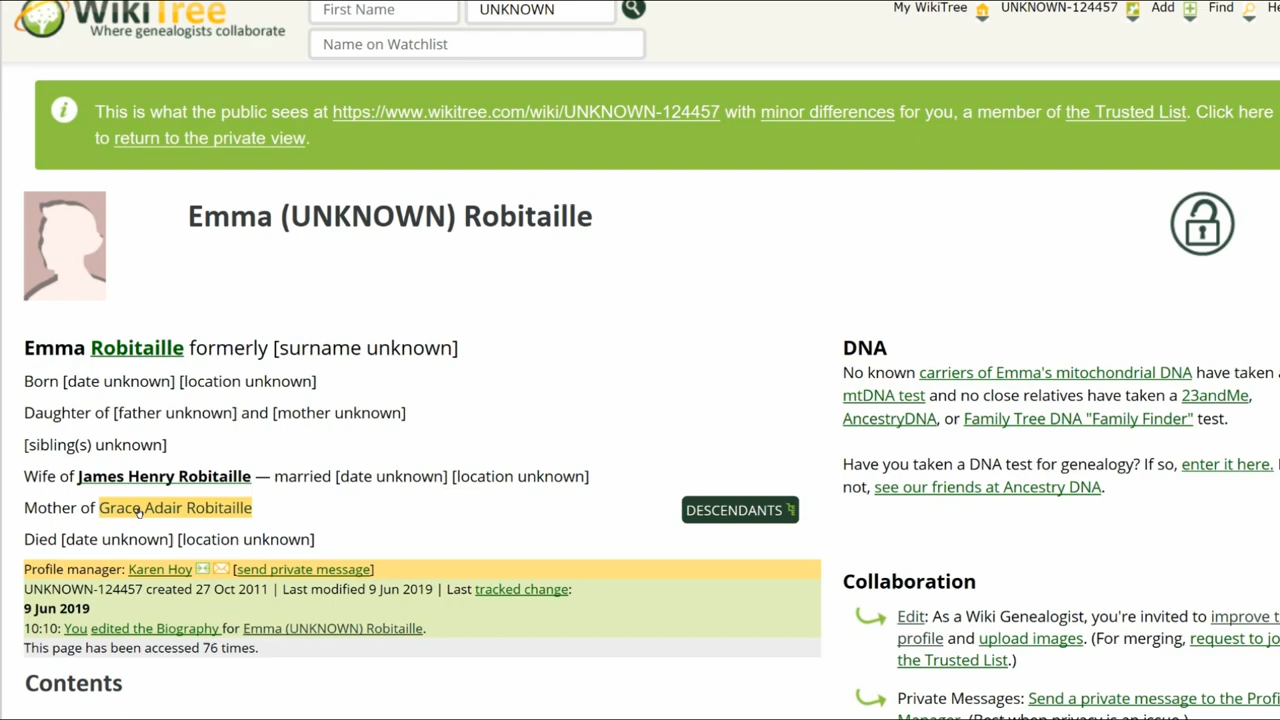 WikiTree
Where genealogists collaborate
First Name
UNKNOWN
Name on Watchlist
My WikiTree
UNKNOWN-124457
Add
Find
This is what the public sees at https://www.wikitree.com/wiki/UNKNOWN-124457 with minor differences for you, a member of the Trusted List. Click here
to return to the private view.
Emma (UNKNOWN) Robitaille
Emma Robitaille formerly [surname unknown]
Born [date unknown] [location unknown]
Daughter of [father unknown] and [mother unknown]
[sibling(s) unknown]
Wife of James Henry Robitaille — married [date unknown] [location unknown]
Mother of Grace Adair Robitaille
DESCENDANTS
Died [date unknown] [location unknown]
Profile manager: Karen Hoy [send private message]
UNKNOWN-124457 created 27 Oct 2011 | Last modified 9 Jun 2019 | Last tracked change:
9 Jun 2019
10:10: You edited the Biography for Emma (UNKNOWN) Robitaille.
This page has been accessed 76 times.
Contents
DNA
No known carriers of Emma's mitochondrial DNA have taken a
mtDNA test and no close relatives have taken a 23andMe,
AncestryDNA, or Family Tree DNA "Family Finder" test.
Have you taken a DNA test for genealogy? If so, enter it here.
not, see our friends at Ancestry DNA.
Collaboration
Edit: As a Wiki Genealogist, you're invited to improve t
profile and upload images. (For merging, request to jo
the Trusted List.)
Private Messages: Send a private message to the Profi
Manager. (Best when privacy is an issue.)